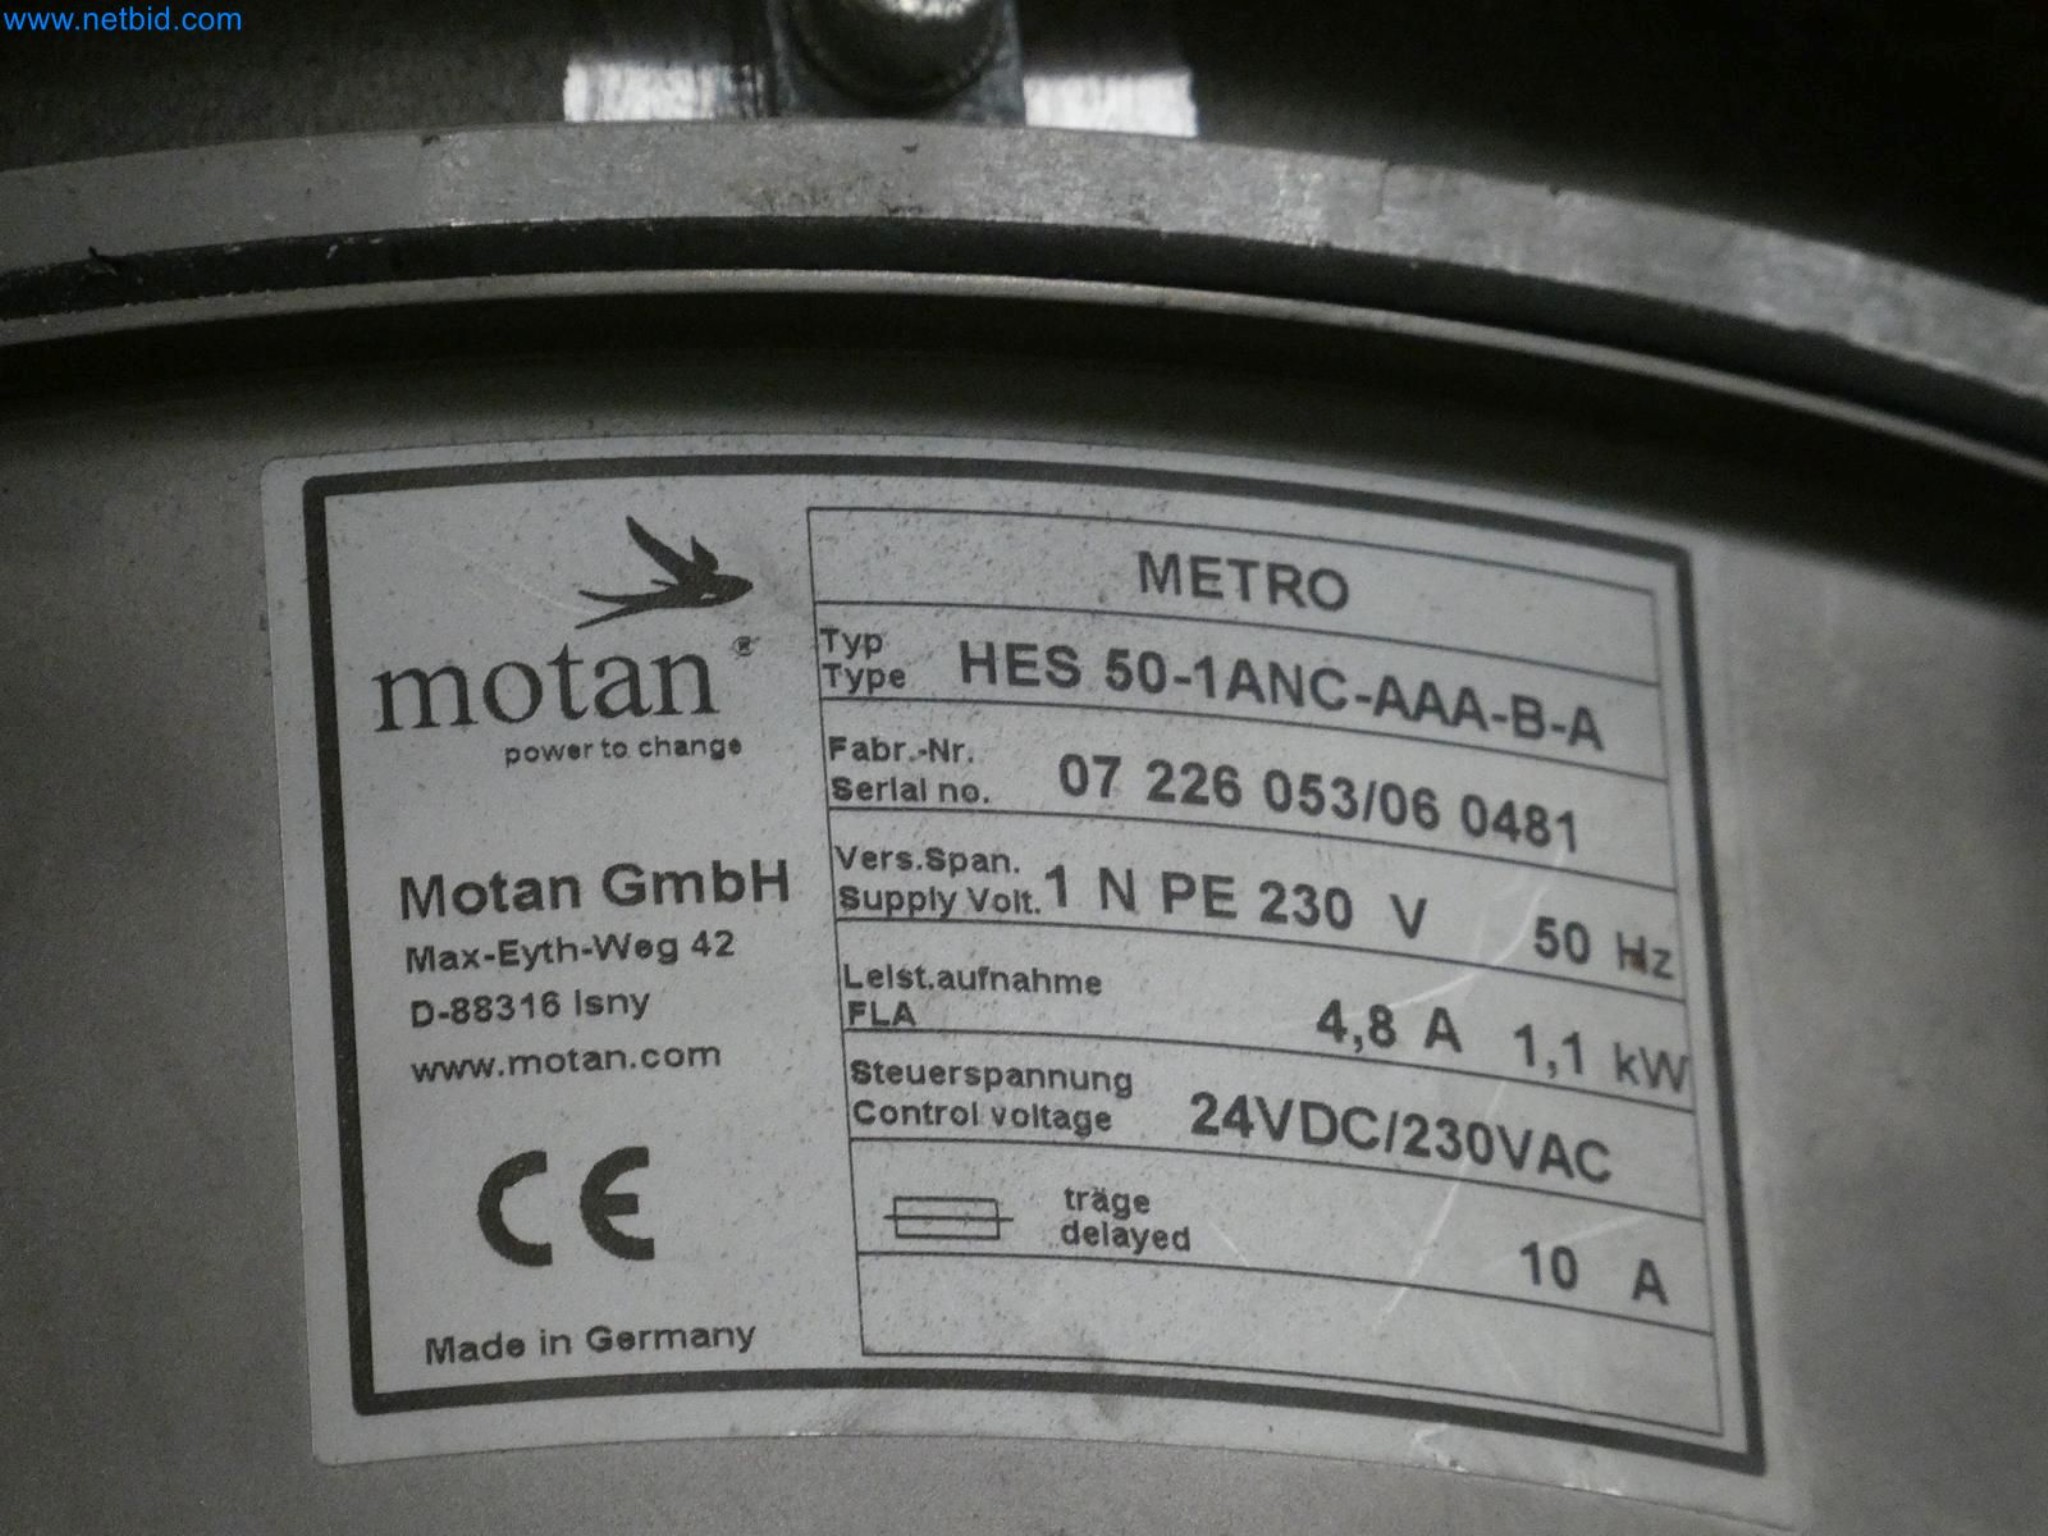 www.netbid.com
motan®
power to change
Motan GmbH
Max-Eyth-Weg 42
D-88316 Isny
www.motan.com
CE
Made in Germany
METRO
Typ
Type HES 50-1ANC-AAA-B-A
Fabr.-Nr.
Serial no. 07 226 053/06 0481
Vers.Span.
Supply Volt. 1 N PE 230 V 50 Hz
Leist.aufnahme
FLA 4,8 A 1,1 kW
Steuerspannung
Control voltage 24VDC/230VAC
träge
delayed 10 A